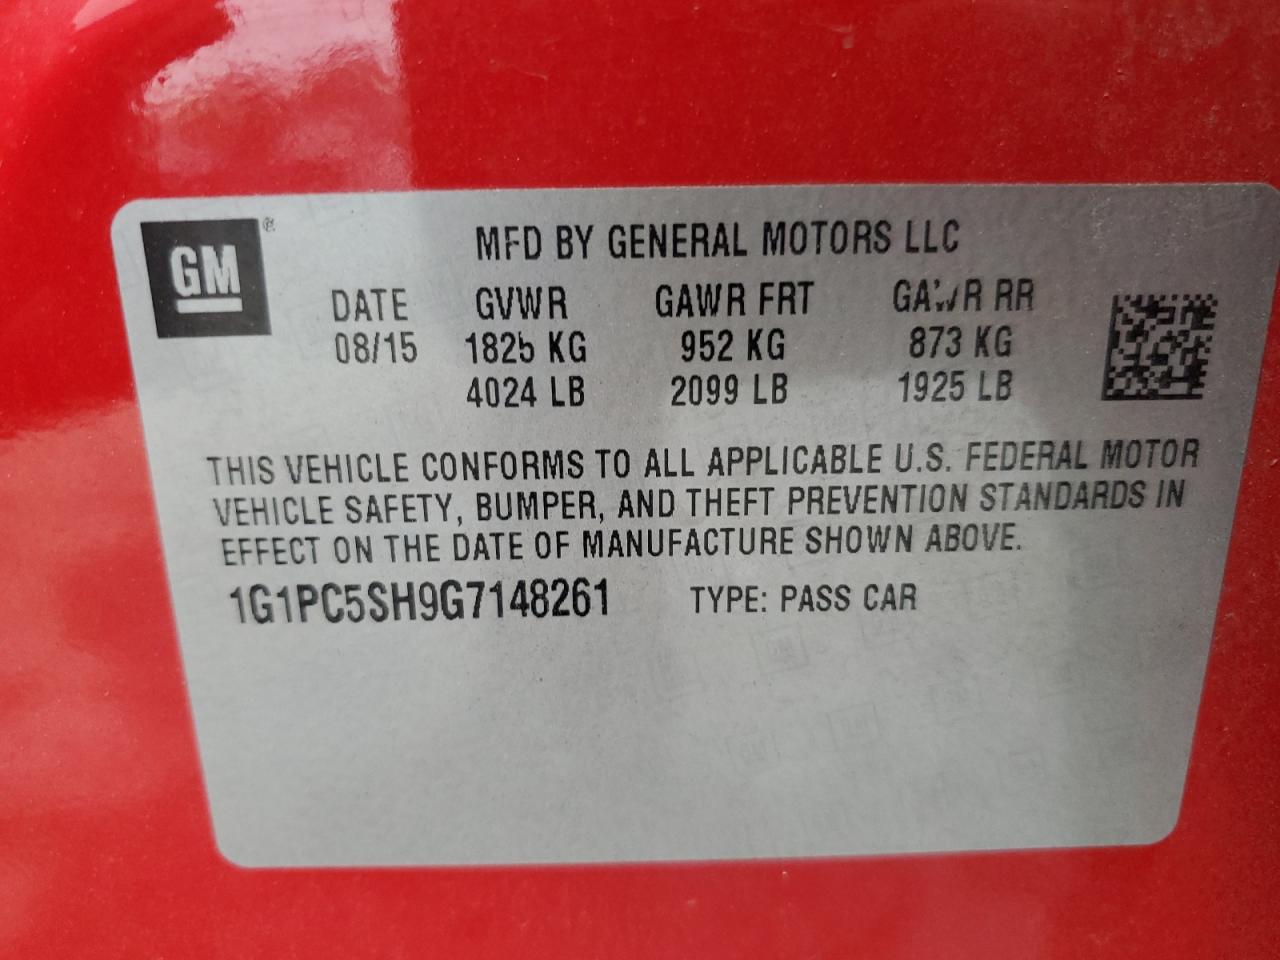 GM®
MFD BY GENERAL MOTORS LLC
DATE GVWR GAWR FRT GAWR RR
08/15 1825 KG 952 KG 873 KG
4024 LB 2099 LB 1925 LB
THIS VEHICLE CONFORMS TO ALL APPLICABLE U.S. FEDERAL MOTOR
VEHICLE SAFETY, BUMPER, AND THEFT PREVENTION STANDARDS IN
EFFECT ON THE DATE OF MANUFACTURE SHOWN ABOVE.
1G1PC5SH9G7148261 TYPE: PASS CAR